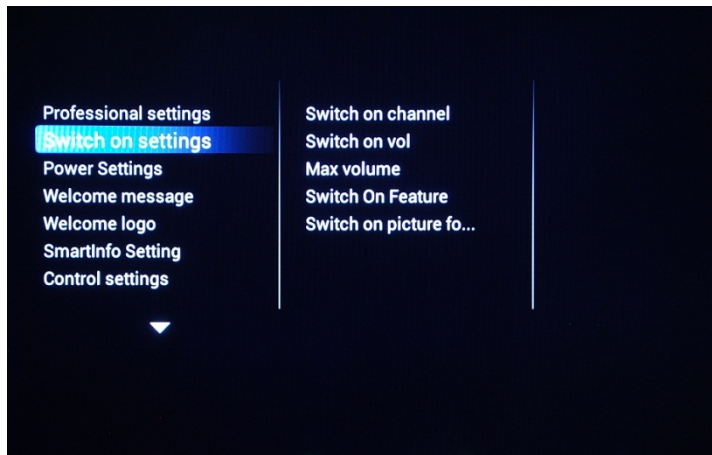 Professional settings
Switch on settings
Power Settings
Welcome message
Welcome logo
SmartInfo Setting
Control settings
Switch on channel
Switch on vol
Max volume
Switch On Feature
Switch on picture fo...